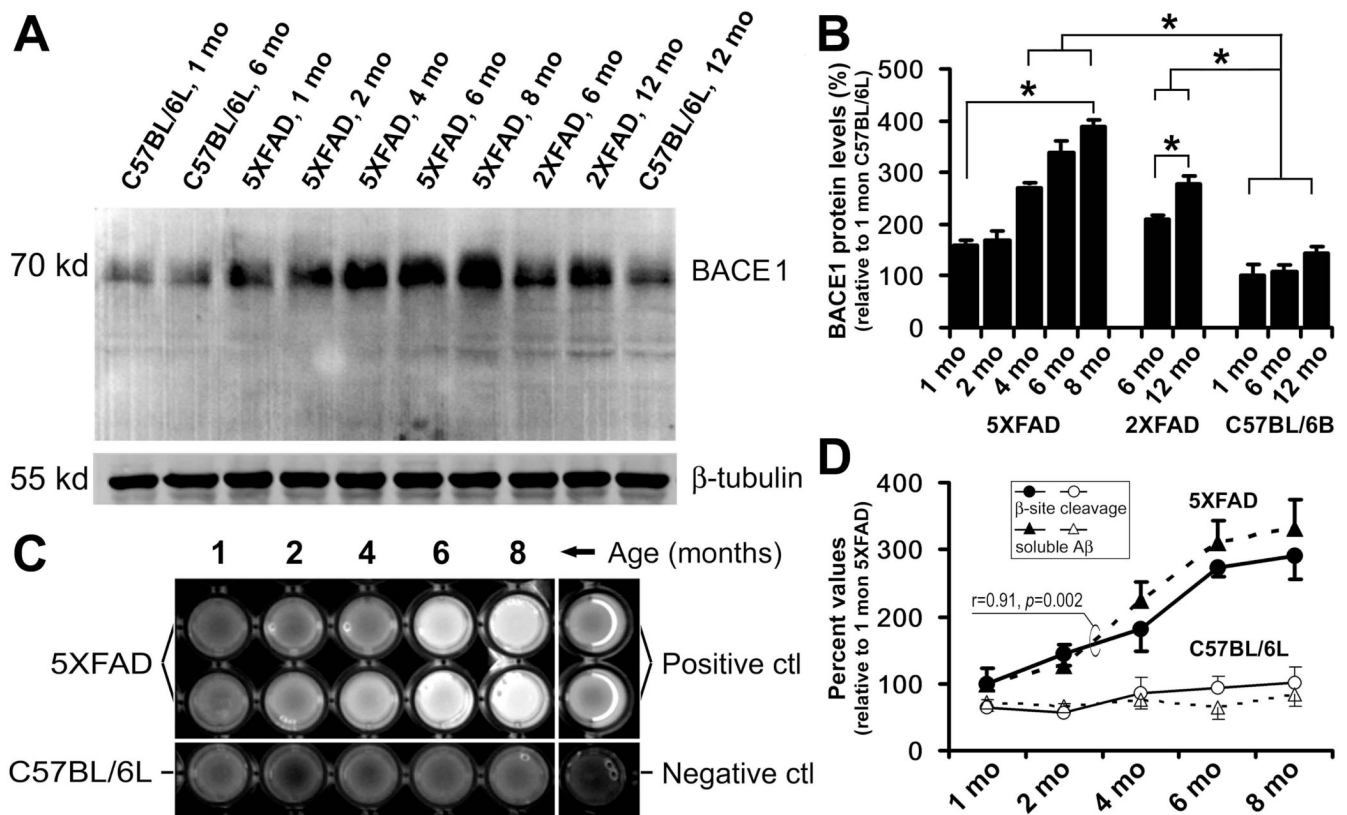 A
C57BL/6L, 1 mo
C57BL/6L, 6 mo
5XFAD, 1 mo
5XFAD, 2 mo
5XFAD, 4 mo
5XFAD, 6 mo
5XFAD, 8 mo
2XFAD, 6 mo
2XFAD, 12 mo
C57BL/6L, 12 mo
70 kd
BACE1
55 kd
β-tubulin
B
BACE1 protein levels (%)
(relative to 1 mon C57BL/6L)
500
400
300
200
100
0
*
*
*
*
1 mo
2 mo
4 mo
6 mo
8 mo
6 mo
12 mo
1 mo
6 mo
12 mo
5XFAD
2XFAD
C57BL/6B
C
1 2 4 6 8 ← Age (months)
5XFAD
Positive ctl
C57BL/6L
Negative ctl
D
Percent values
(relative to 1 mon 5XFAD)
400
300
200
100
0
β-site cleavage
soluble Aβ
5XFAD
r=0.91, p=0.002
C57BL/6L
1 mo
2 mo
4 mo
6 mo
8 mo